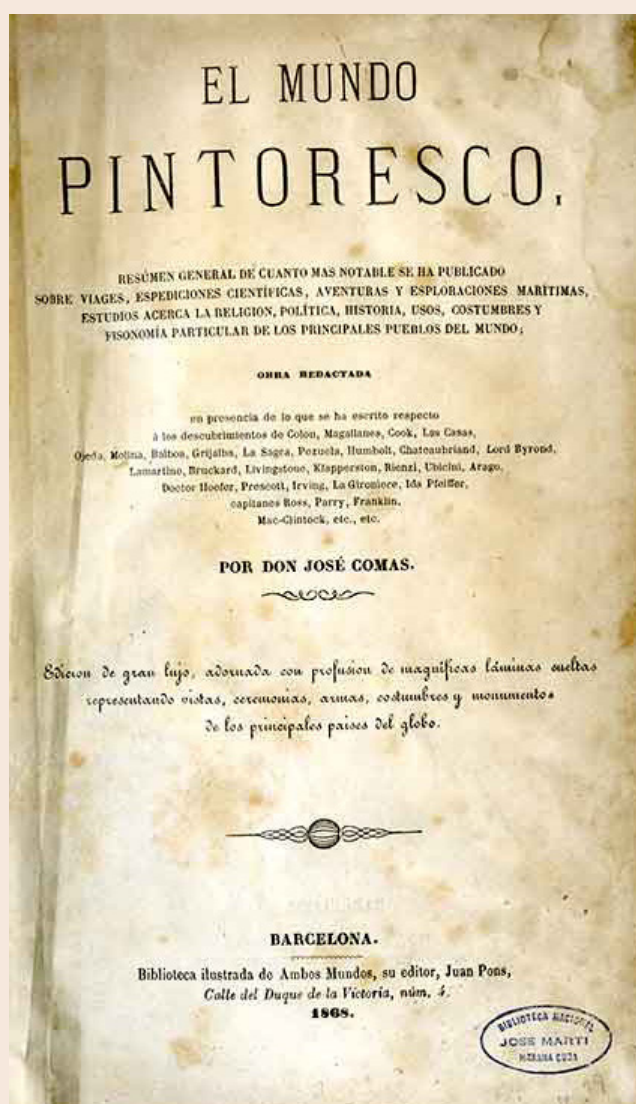 EL MUNDO
PINTORESCO,
RESÚMEN GENERAL DE CUANTO MAS NOTABLE SE HA PUBLICADO
SOBRE VIAGES, ESPEDICIONES CIENTÍFICAS, AVENTURAS Y ESPLORACIONES MARÍTIMAS,
ESTUDIOS ACERCA LA RELIGION, POLÍTICA, HISTORIA, USOS, COSTUMBRES Y
FISONOMÍA PARTICULAR DE LOS PRINCIPALES PUEBLOS DEL MUNDO;
OBRA REDACTADA
en presencia de lo que se ha escrito respecto
á los descubrimientos de Colon, Magallanes, Cook, Las Casas,
Ojeda, Molina, Balboa, Grijalba, La Sagra, Pezuela, Humbolt, Chateaubriand, Lord Byrond,
Lamartine, Bruckard, Livingstone, Klapperston, Rienzi, Ubicini, Arago,
Doctor Hoefer, Prescott, Irving, La Gironiere, Ida Pfeiffer,
capitanes Ross, Parry, Franklin,
Mac-Clintock, etc., etc.
POR DON JOSÉ COMAS.
Edicion de gran lujo, adornada con profusion de magníficas láminas sueltas
representando vistas, ceremonias, armas, costumbres y monumentos
de los principales paises del globo.
BARCELONA.
Biblioteca ilustrada de Ambos Mundos, su editor, Juan Pons,
Calle del Duque de la Victoria, núm. 4.
1868.
BIBLIOTECA NACIONAL
JOSE MARTI
HABANA CUBA